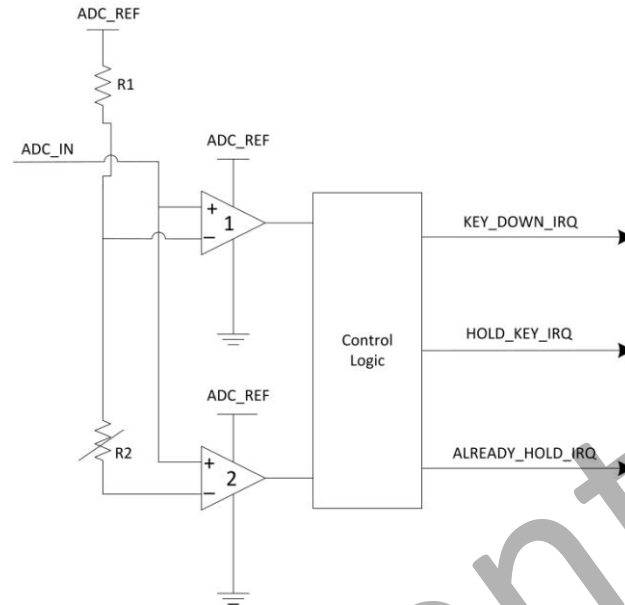 ADC_REF
R1
ADC_IN
ADC_REF
+
1
−
KEY_DOWN_IRQ
HOLD_KEY_IRQ
Control
Logic
ADC_REF
R2
+
2
−
ALREADY_HOLD_IRQ